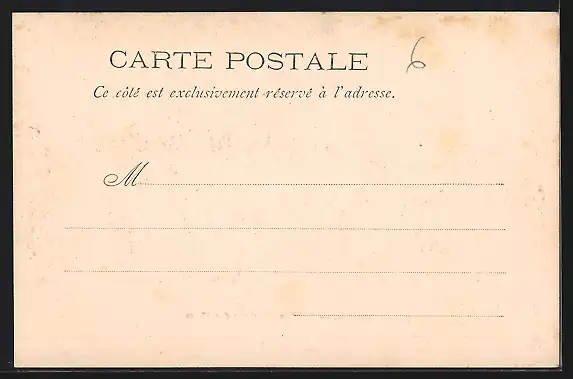 CARTE POSTALE 6
Ce côté est exclusivement réservé à l'adresse.
M